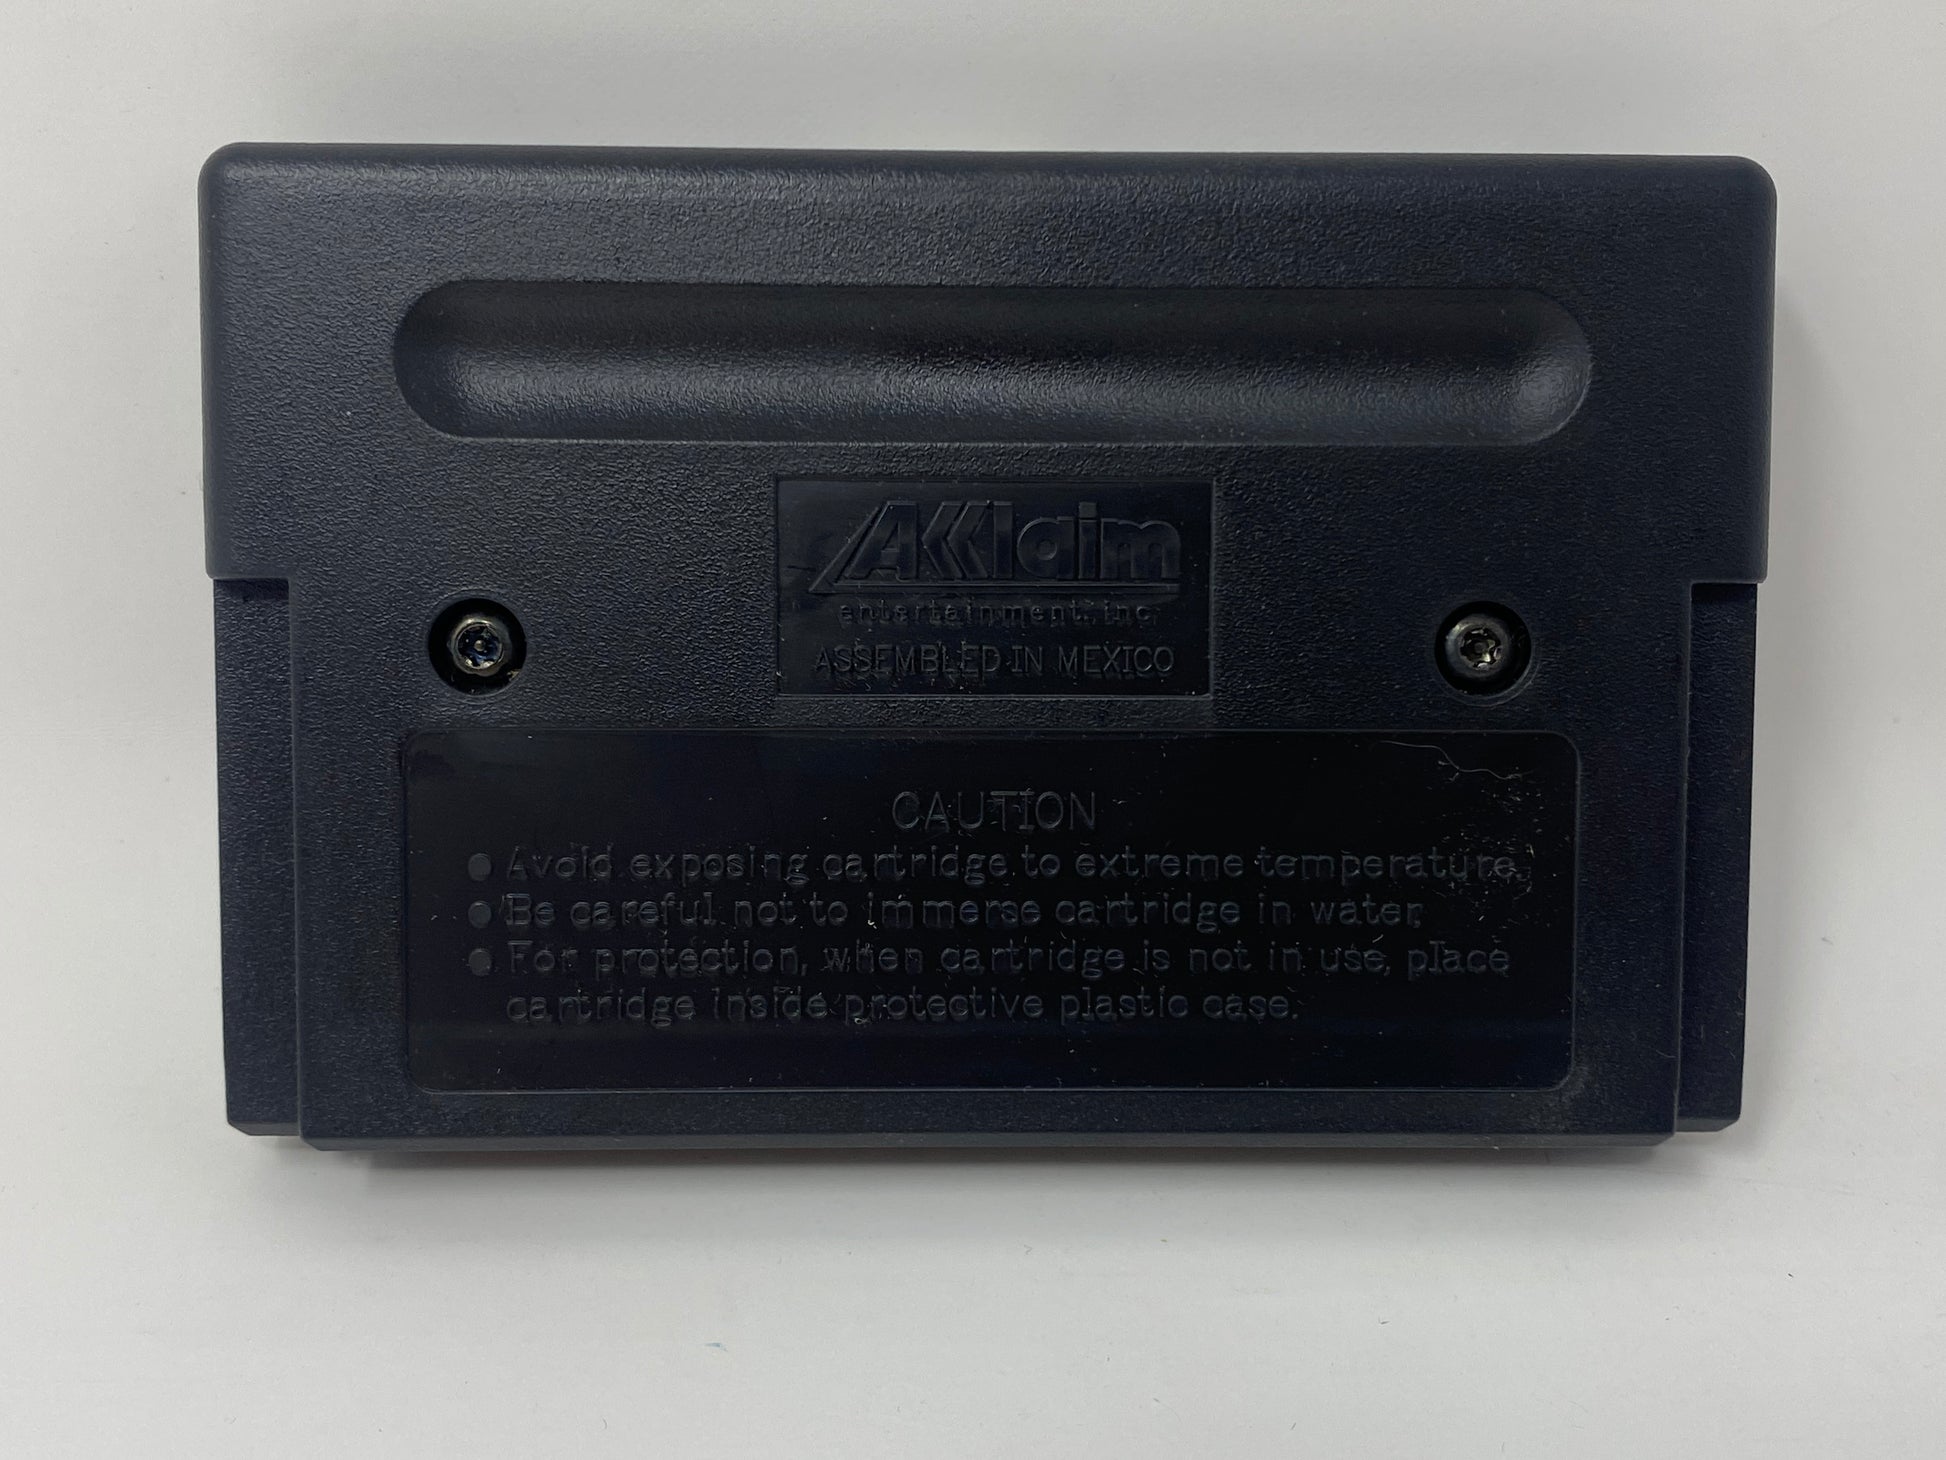 AKKlaim
entertainment, inc.
ASSEMBLED IN MEXICO
CAUTION
● Avoid exposing cartridge to extreme temperature.
● Be careful not to immerse cartridge in water.
● For protection, when cartridge is not in use, place
cartridge inside protective plastic case.